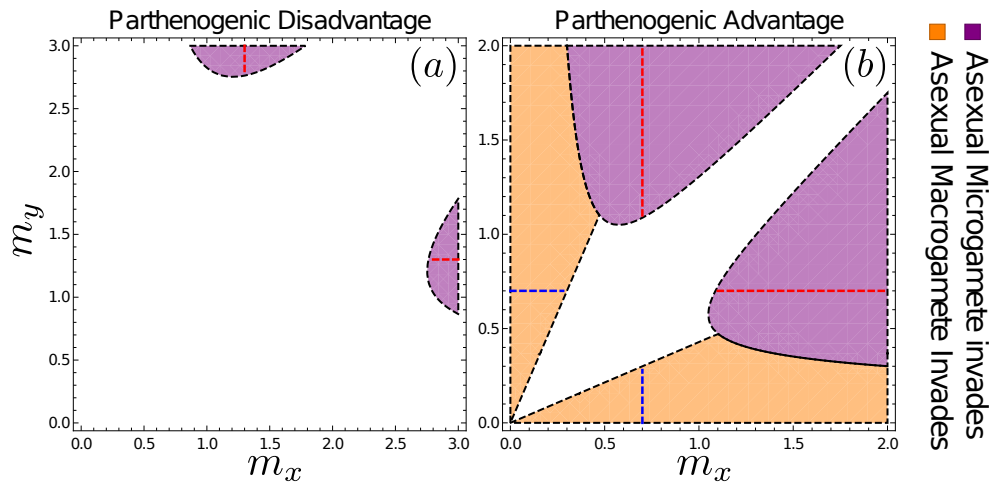 Parthenogenic Disadvantage
Parthenogenic Advantage
(a)
3.0
2.5
2.0
1.5
1.0
0.5
0.0
m_y
0.0 0.5 1.0 1.5 2.0 2.5 3.0
m_x
(b)
2.0
1.5
1.0
0.5
0.0
0.0 0.5 1.0 1.5 2.0
m_x
Asexual Microgamete invades
Asexual Macrogamete Invades